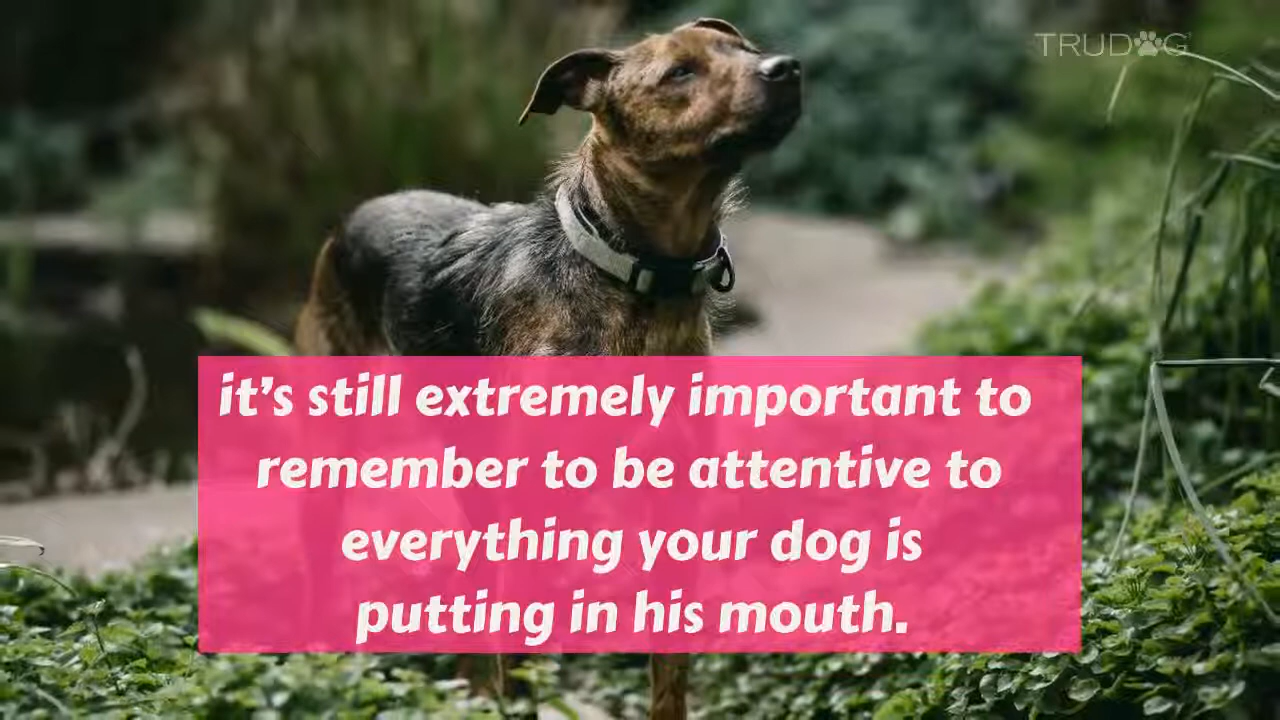 TRUDOG
it's still extremely important to
remember to be attentive to
everything your dog is
putting in his mouth.